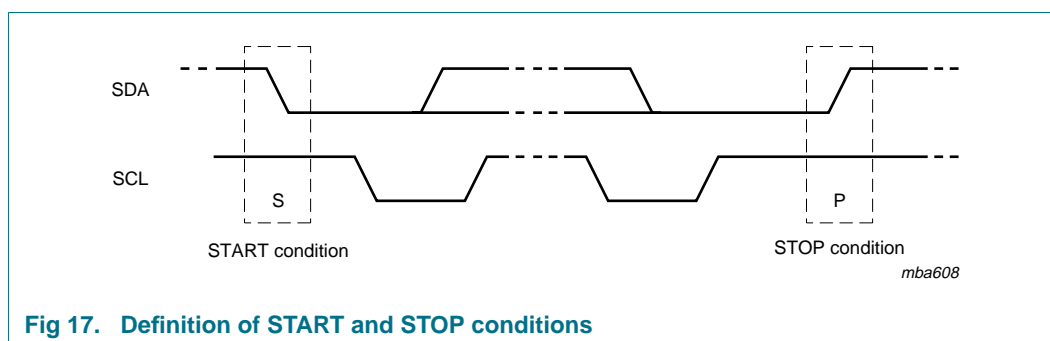 SDA
SCL
S
P
START condition
STOP condition
mba608
Fig 17. Definition of START and STOP conditions